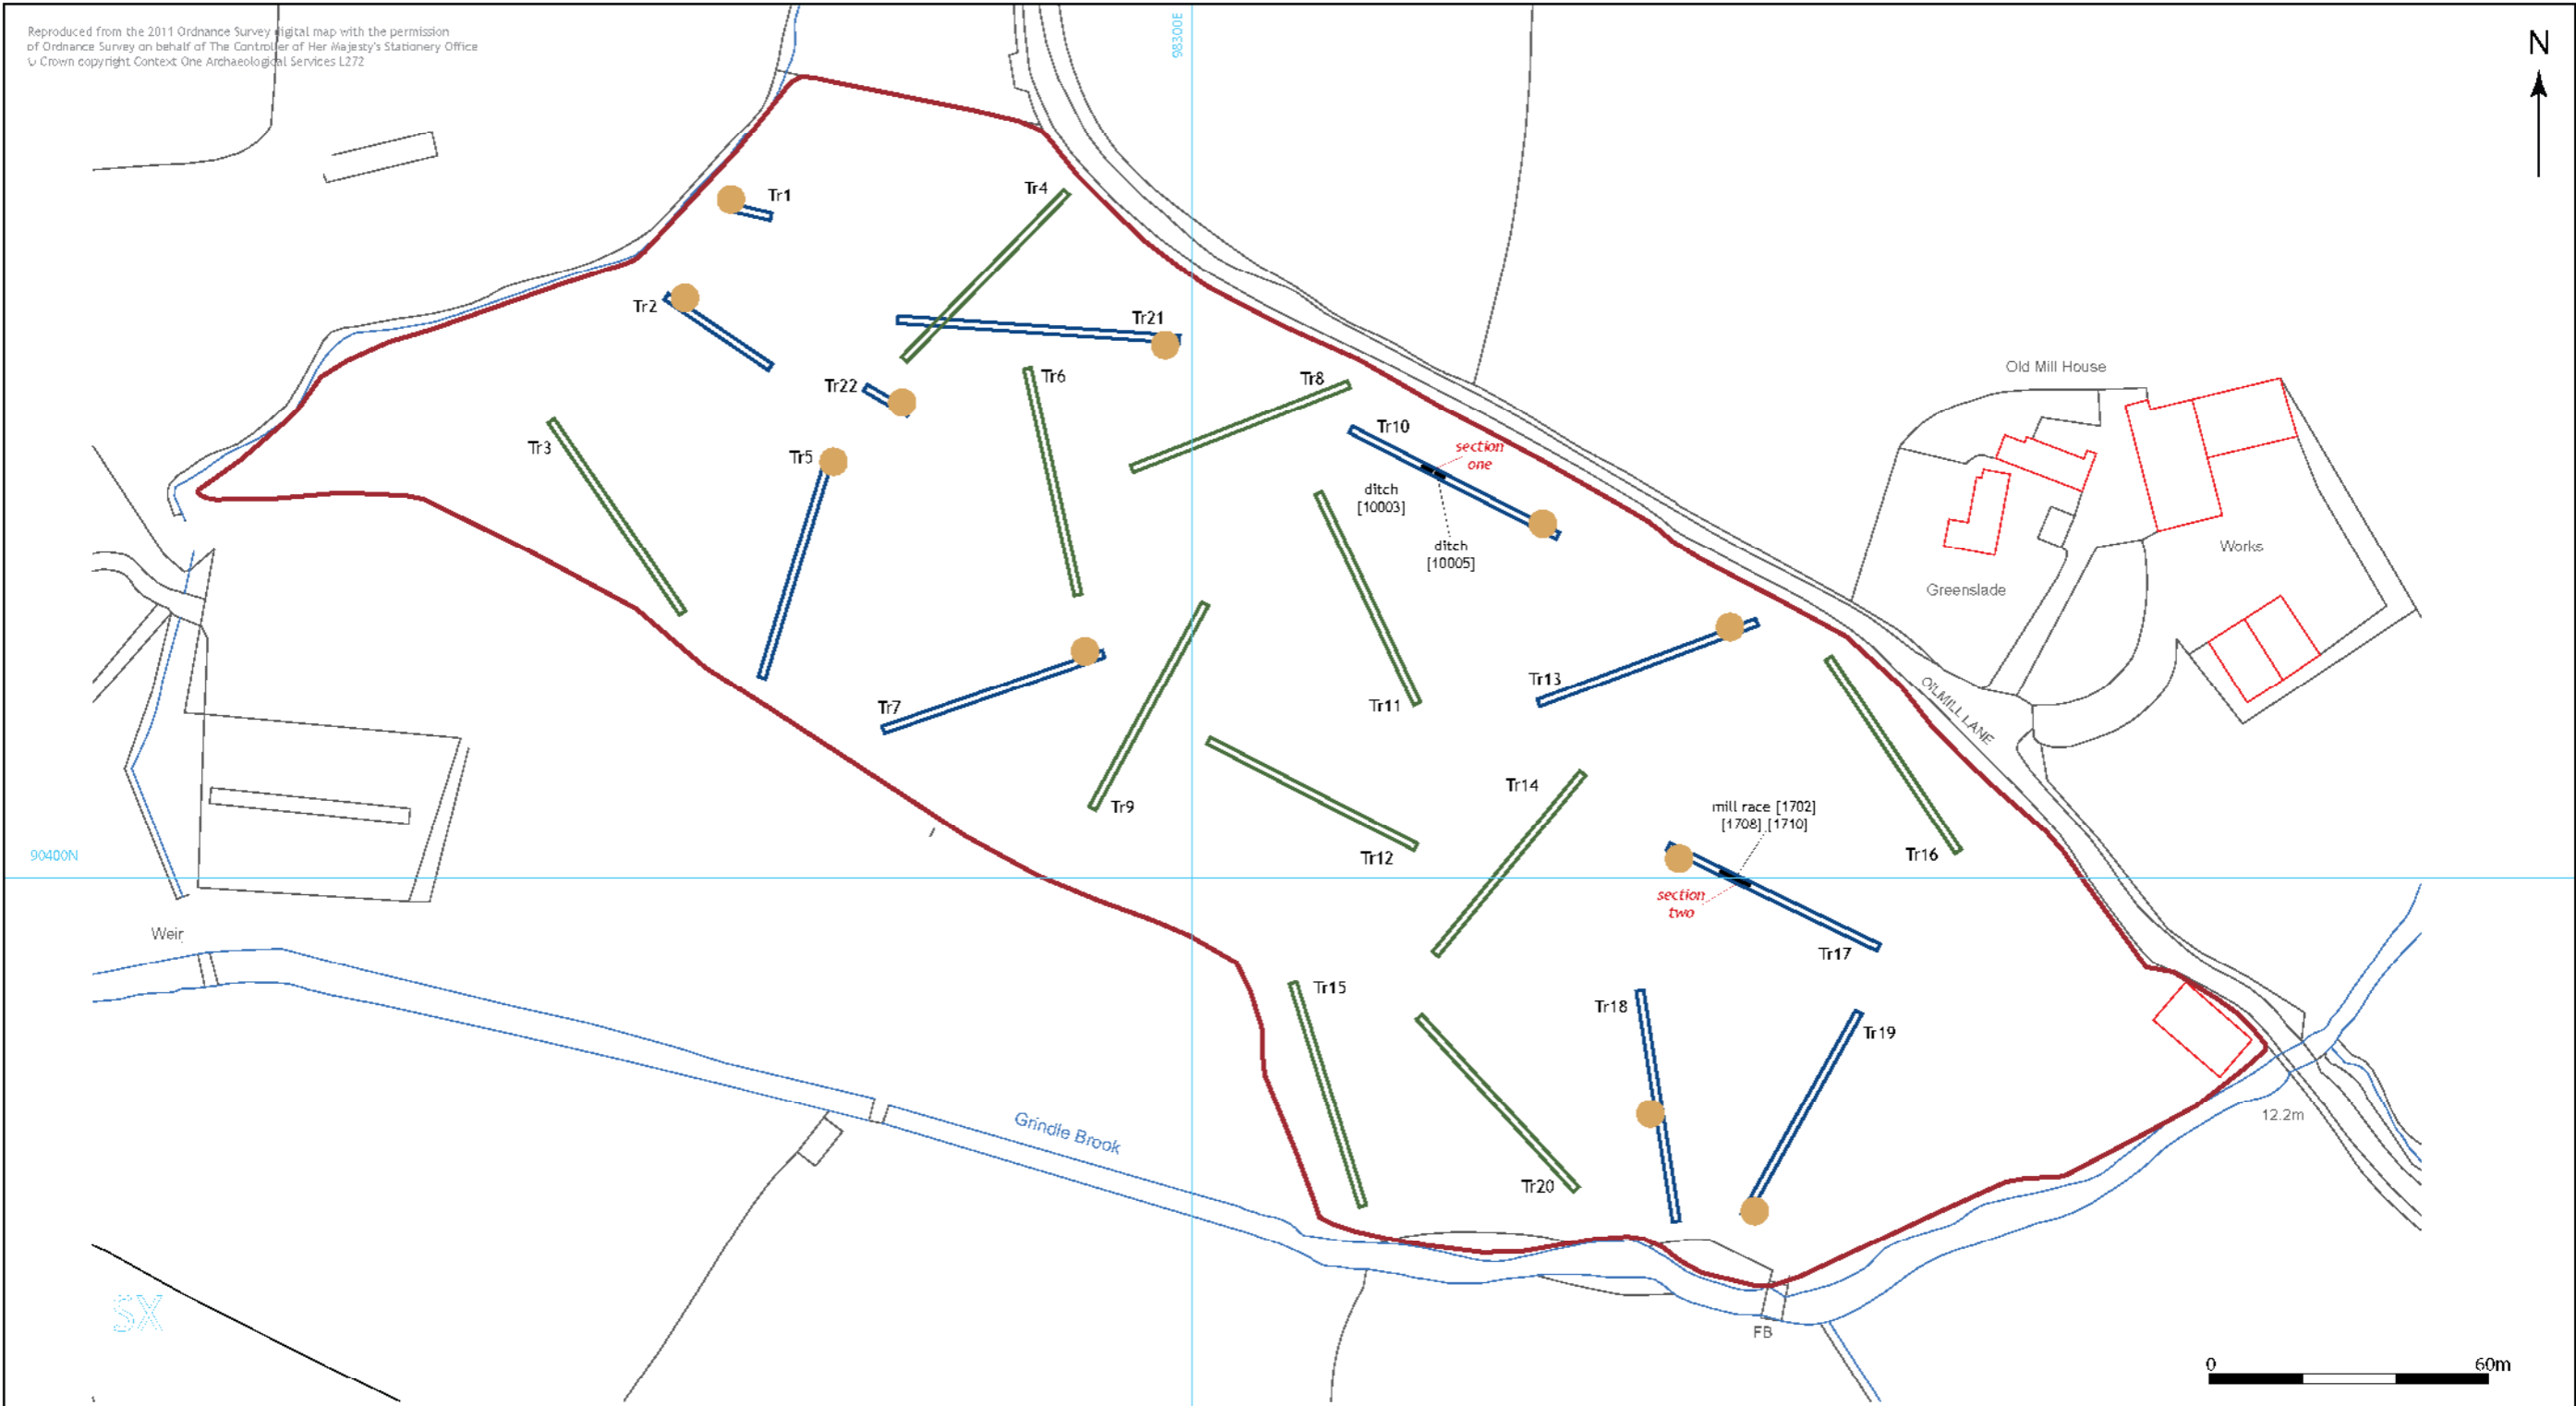 Reproduced from the 2011 Ordnance Survey digital map with the permission
of Ordnance Survey on behalf of The Controller of Her Majesty's Stationery Office
© Crown copyright Context One Archaeological Services L272
98300E
N
Tr1
Tr4
Tr2
Tr21
Tr22
Tr6
Tr8
Old Mill House
Tr3
Tr5
Tr10
section
one
ditch
[10003]
ditch
[10005]
Works
Greenslade
Tr7
Tr11
Tr13
OILMILL LANE
Tr9
Tr14
mill race [1702]
[1708] [1710]
90400N
Tr12
Tr16
section
two
Weir
Tr17
Tr15
Tr18
Tr19
Grindle Brook
12.2m
Tr20
SX
FB
0 60m